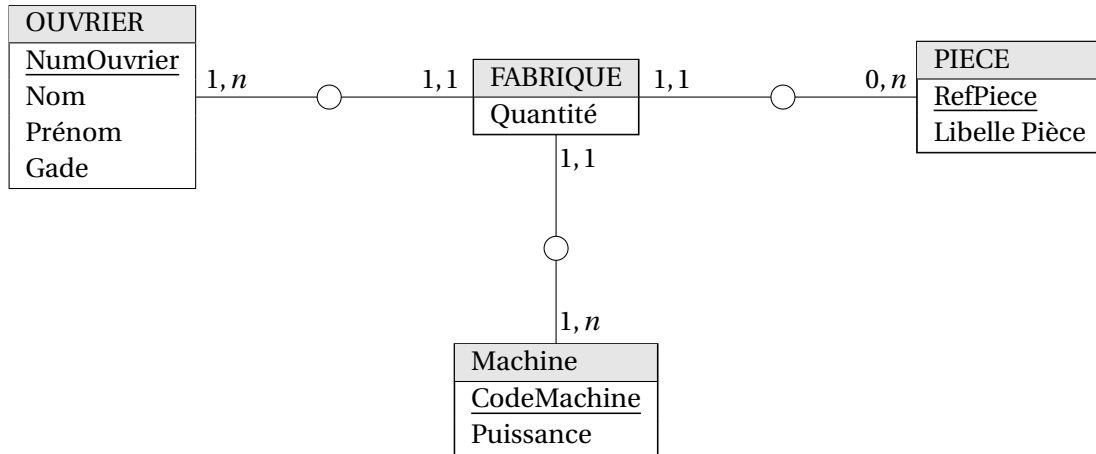 OUVRIER
NumOuvrier
Nom
Prénom
Gade
1, n
1, 1
FABRIQUE
Quantité
1, 1
1, 1
0, n
PIECE
RefPiece
Libelle Pièce
1, n
Machine
CodeMachine
Puissance